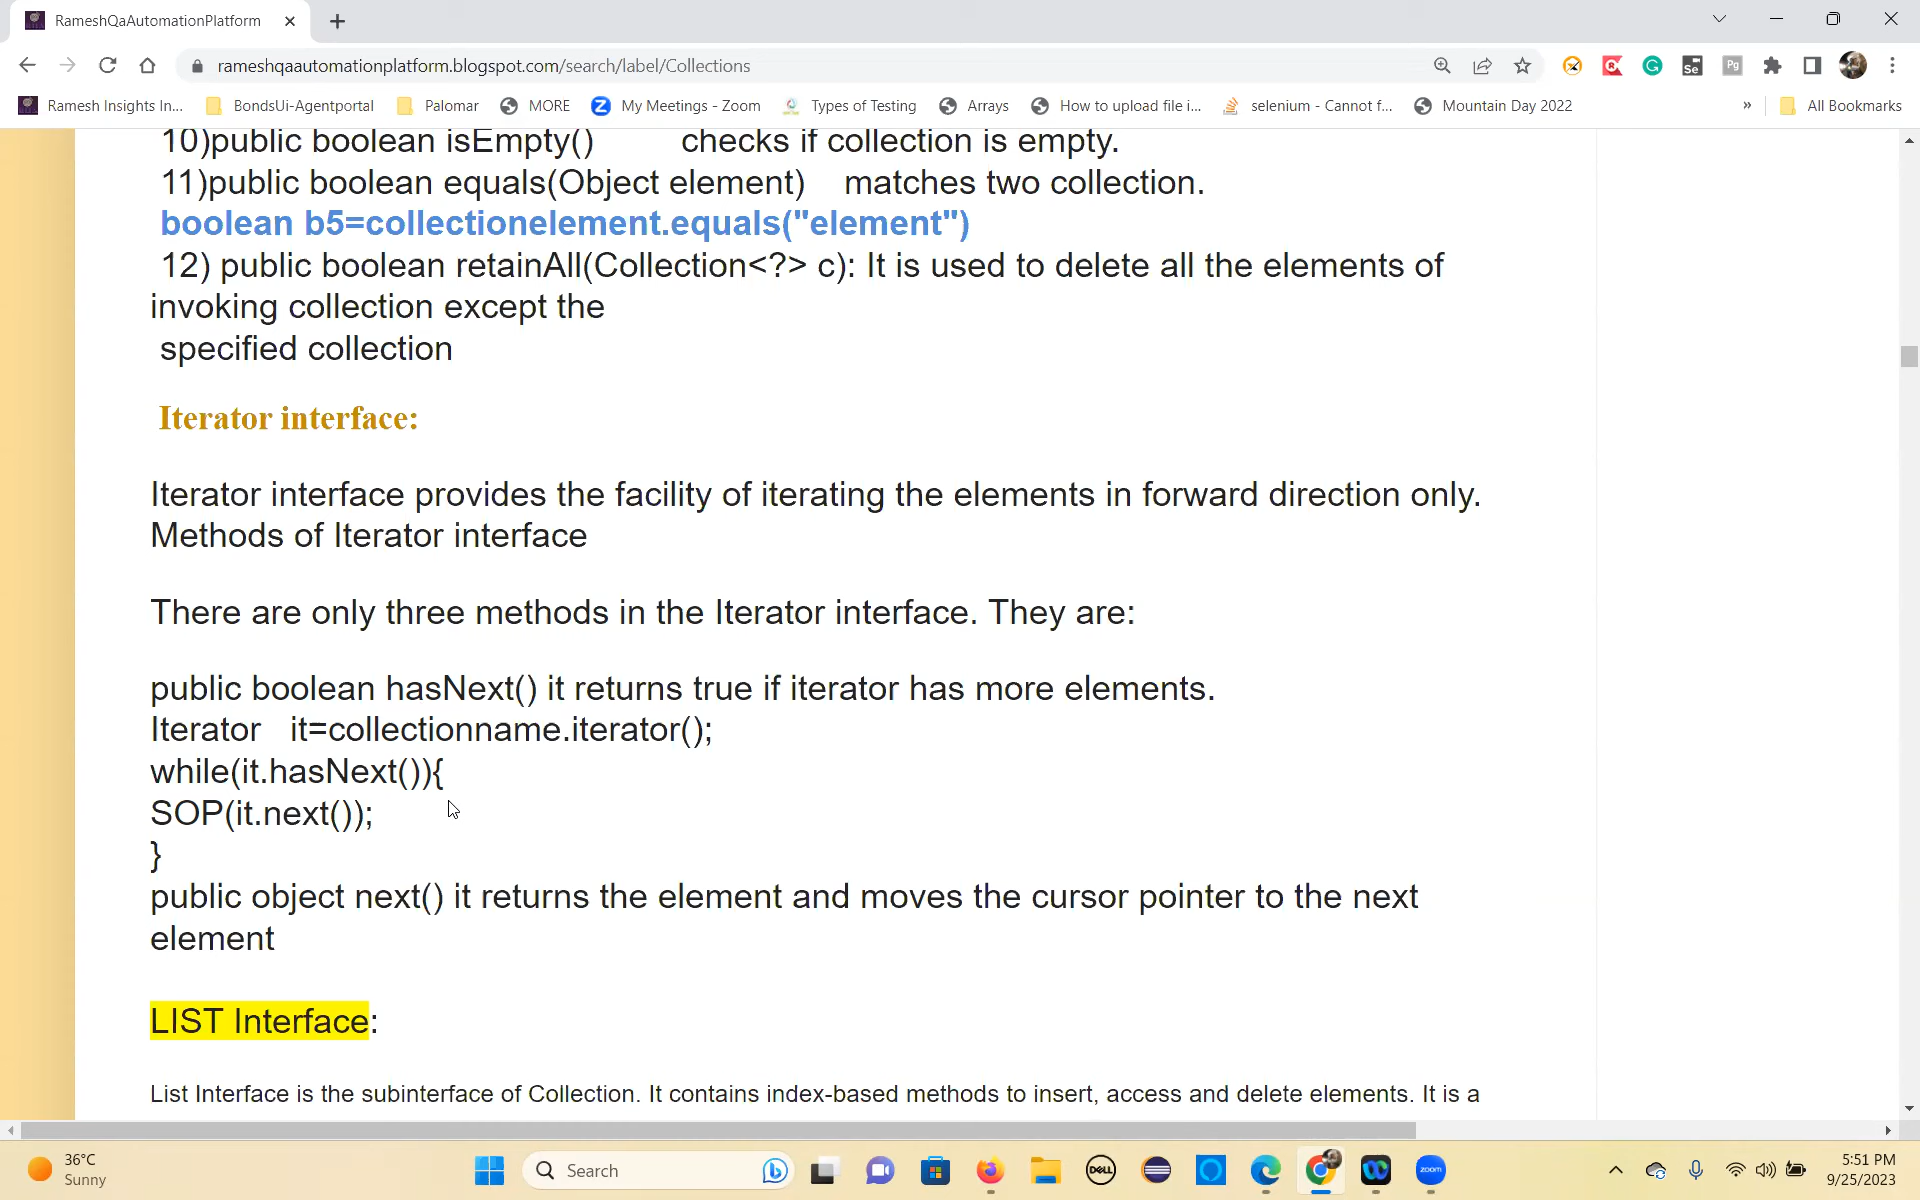 RameshQaAutomationPlatform
rameshqaautomationplatform.blogspot.com/search/label/Collections
Ramesh Insights In... BondsUi-Agentportal Palomar MORE My Meetings - Zoom Types of Testing Arrays How to upload file i... selenium - Cannot f... Mountain Day 2022 » All Bookmarks
10)public boolean isEmpty() checks if collection is empty.
11)public boolean equals(Object element) matches two collection.
boolean b5=collectionelement.equals("element")
12) public boolean retainAll(Collection<?> c): It is used to delete all the elements of
invoking collection except the
specified collection
Iterator interface:
Iterator interface provides the facility of iterating the elements in forward direction only.
Methods of Iterator interface
There are only three methods in the Iterator interface. They are:
public boolean hasNext() it returns true if iterator has more elements.
Iterator it=collectionname.iterator();
while(it.hasNext()){
SOP(it.next());
}
public object next() it returns the element and moves the cursor pointer to the next
element
LIST Interface:
List Interface is the subinterface of Collection. It contains index-based methods to insert, access and delete elements. It is a
36°C
Sunny
Search
DELL
zoom
5:51 PM
9/25/2023